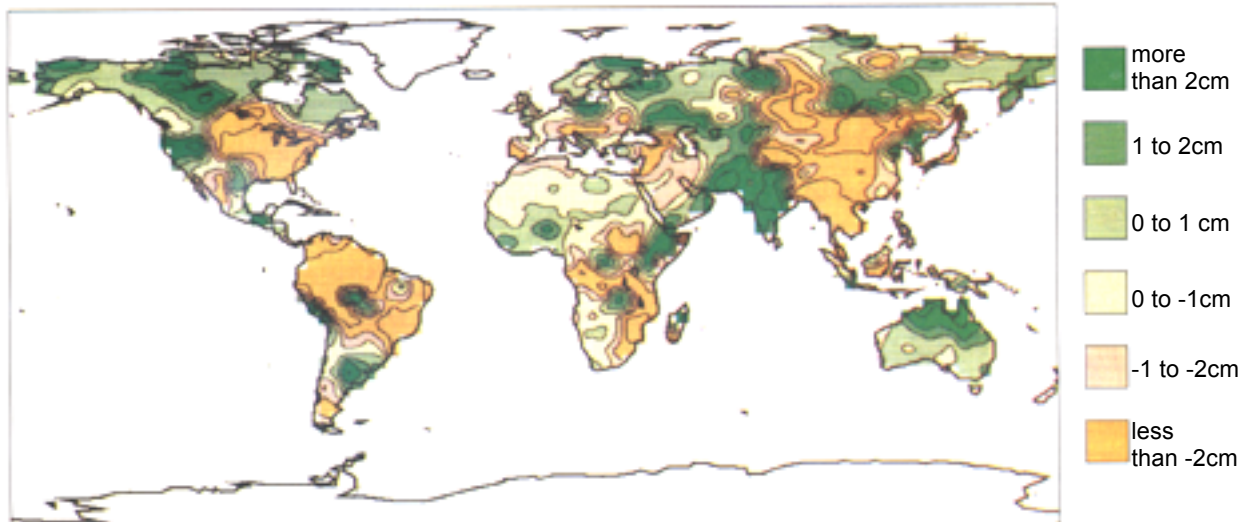 more
than 2cm
1 to 2cm
0 to 1 cm
0 to -1cm
-1 to -2cm
less
than -2cm